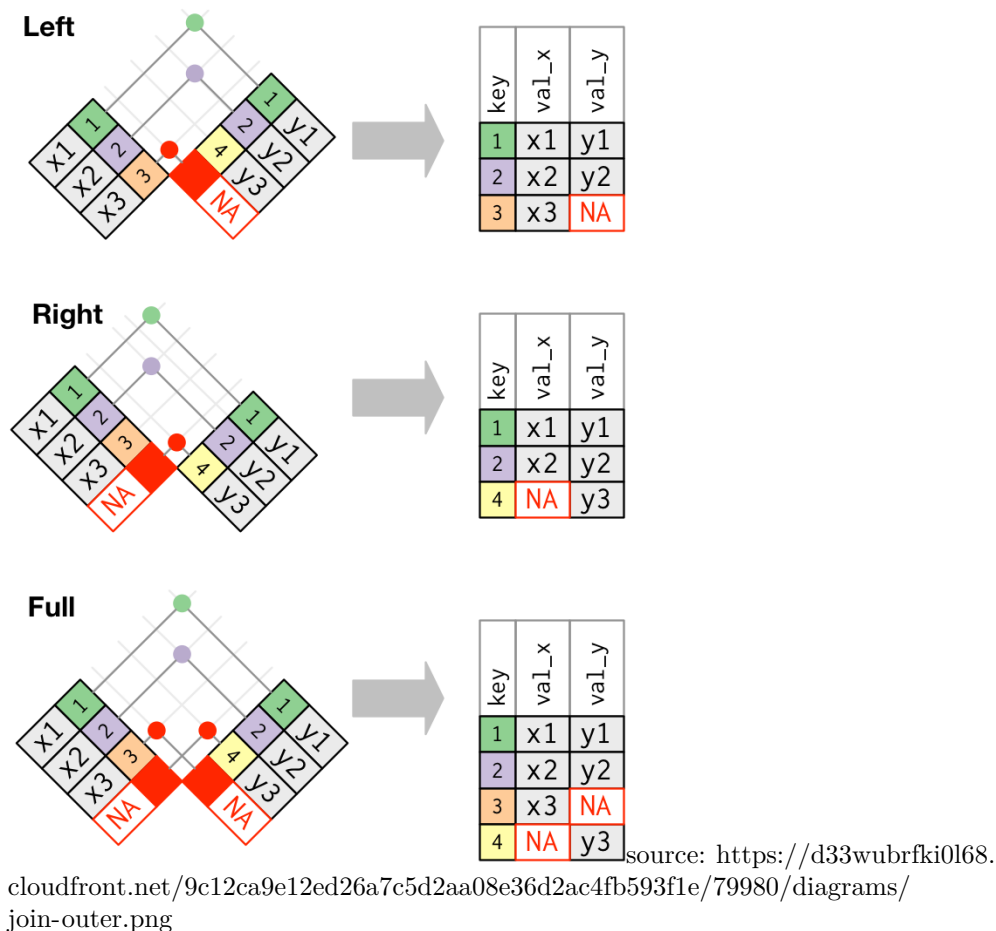 Left
1
2
3
x1
x2
x3
1
2
4
y1
y2
y3
NA
key val_x val_y
1 x1 y1
2 x2 y2
3 x3 NA
Right
1
2
3
x1
x2
x3
NA
1
2
4
y1
y2
y3
key val_x val_y
1 x1 y1
2 x2 y2
4 NA y3
Full
1
2
3
x1
x2
x3
NA
1
2
4
y1
y2
y3
NA
key val_x val_y
1 x1 y1
2 x2 y2
3 x3 NA
4 NA y3
source: https://d33wubrfki0l68.
cloudfront.net/9c12ca9e12ed26a7c5d2aa08e36d2ac4fb593f1e/79980/diagrams/
join-outer.png